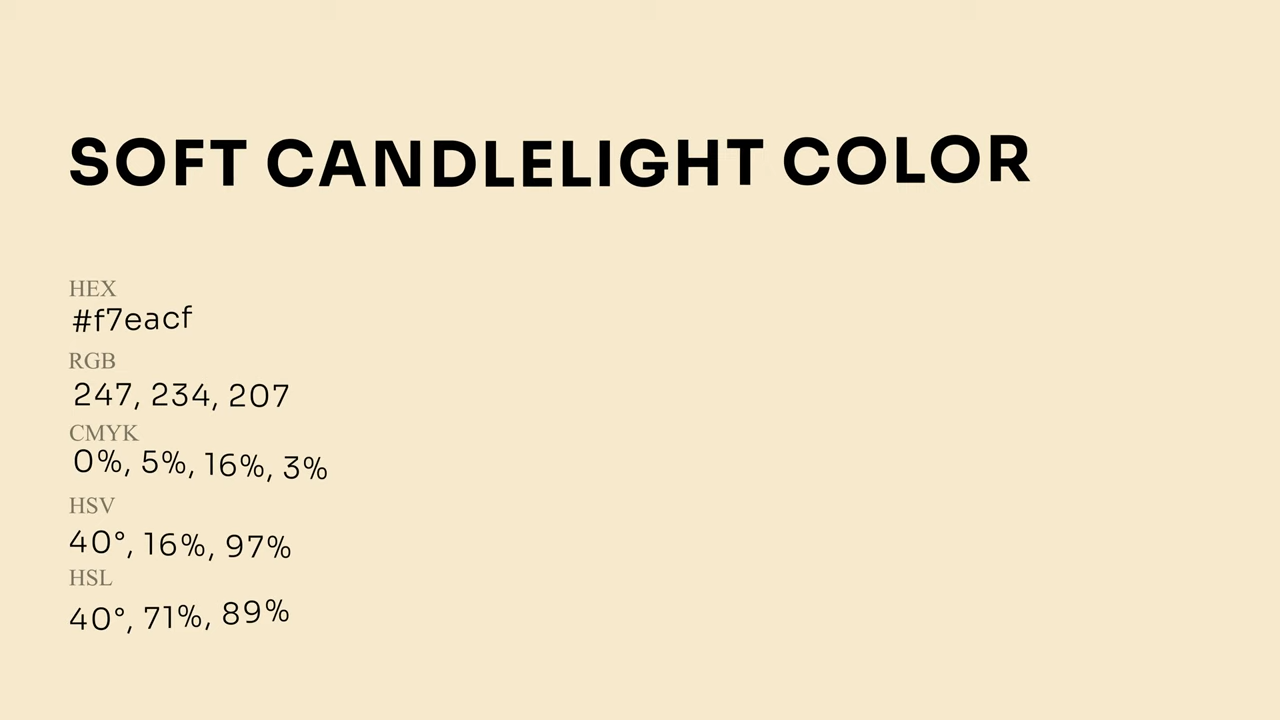 SOFT CANDLELIGHT COLOR
HEX
#f7eacf
RGB
247, 234, 207
CMYK
0%, 5%, 16%, 3%
HSV
40°, 16%, 97%
HSL
40°, 71%, 89%